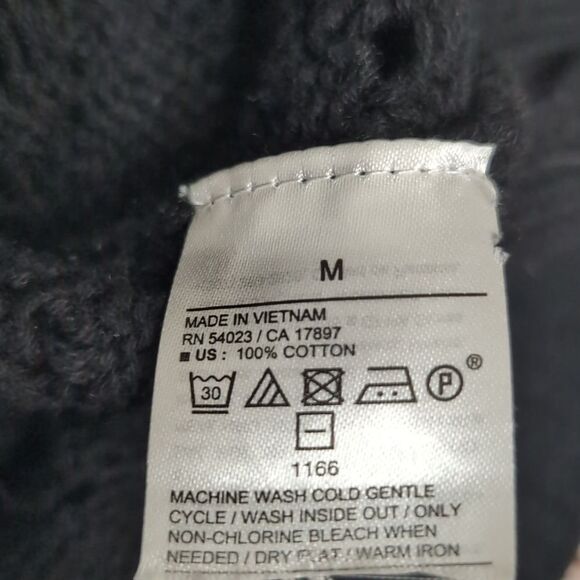 M
MADE IN VIETNAM
RN 54023 / CA 17897
US : 100% COTTON
30 P ®
1166
MACHINE WASH COLD GENTLE
CYCLE / WASH INSIDE OUT / ONLY
NON-CHLORINE BLEACH WHEN
NEEDED / DRY FLAT / WARM IRON